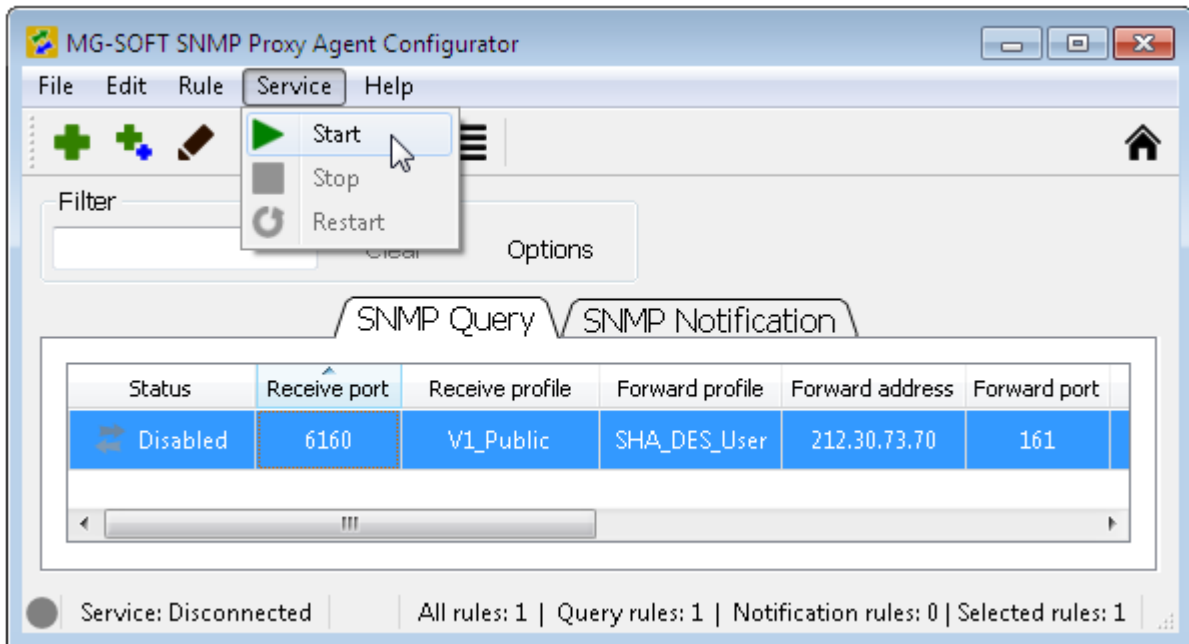 MG-SOFT SNMP Proxy Agent Configurator
File Edit Rule Service Help
Start
Stop
Restart
Filter
Clear Options
SNMP Query SNMP Notification
Status Receive port Receive profile Forward profile Forward address Forward port
Disabled 6160 V1_Public SHA_DES_User 212.30.73.70 161
Service: Disconnected All rules: 1 | Query rules: 1 | Notification rules: 0 | Selected rules: 1